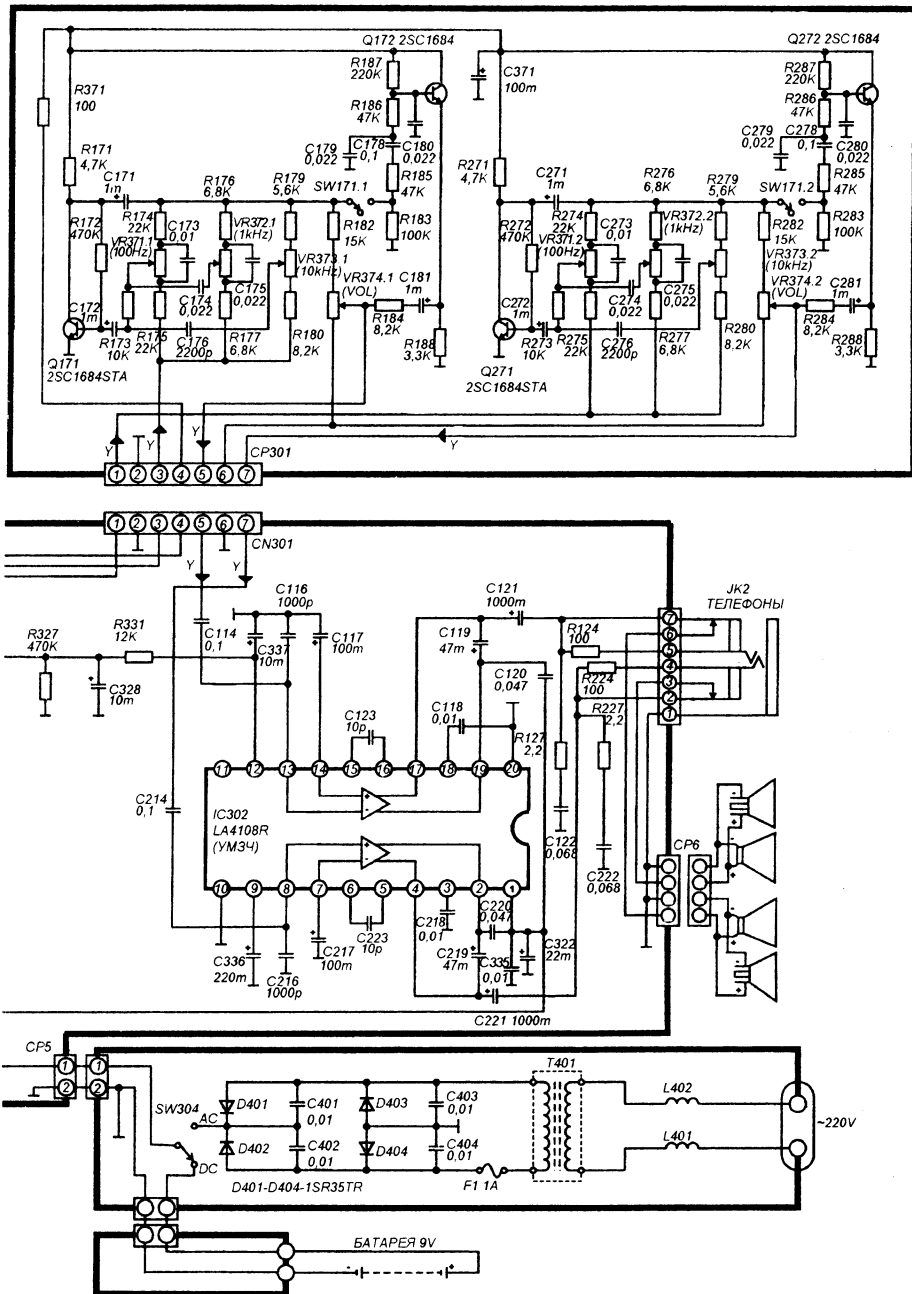 Q172 2SC1684
R187
220K
R186
47K
R371
100
C179
0,022
C178
0,1
C180
0,022
R171
4,7K
C171
1m
R176
6,8K
R179
5,6K
SW171.1
R185
47K
R172
470K
R174
22K
C173
0,01
VR371.1
(100Hz)
VR372.1
(1kHz)
R182
15K
R183
100K
VR373.1
(10kHz)
C174
0,022
C175
0,022
VR374.1
(VOL)
C181
1m
C172
1m
R173
10K
R175
22K
C176
2200p
R177
6,8K
R180
8,2K
R184
8,2K
R188
3,3K
Q171
2SC1684STA
Q272 2SC1684
C371
100m
R287
220K
R286
47K
C279
0,022
C278
0,1
C280
0,022
R271
4,7K
C271
1m
R276
6,8K
R279
5,6K
SW171.2
R285
47K
R272
470K
R274
22K
C273
0,01
VR371.2
(100Hz)
VR372.2
(1kHz)
R282
15K
R283
100K
VR373.2
(10kHz)
C274
0,022
C275
0,022
VR374.2
(VOL)
C281
1m
C272
1m
R273
10K
R275
22K
C276
2200p
R277
6,8K
R280
8,2K
R284
8,2K
R288
3,3K
Q271
2SC1684STA
Y
Y
Y
Y
CP301
1 2 3 4 5 6 7
1 2 3 4 5 6 7
CN301
Y
Y
C116
1000p
C121
1000m
JK2
ТЕЛЕФОНЫ
R327
470K
R331
12K
C114
0,1
C337
10m
C117
100m
C119
47m
R124
100
7
6
5
4
3
2
1
C328
10m
C120
0,047
R224
100
C123
10p
C118
0,01
R127
2,2
R227
2,2
11 12 13 14 15 16 17 18 19 20
C214
0,1
IC302
LA4108R
(УМЗЧ)
+
-
+
-
C122
0,068
C222
0,068
CP6
10 9 8 7 6 5 4 3 2 1
C336
220m
C216
1000p
C217
100m
C223
10p
C218
0,01
C220
0,047
C219
47m
C335
0,01
C322
22m
C221 1000m
CP5
1 1
2 2
T401
SW304
AC
DC
D401
D402
C401
0,01
C402
0,01
D403
D404
C403
0,01
C404
0,01
L402
L401
~220V
F1 1A
D401-D404-1SR35TR
БАТАРЕЯ 9V